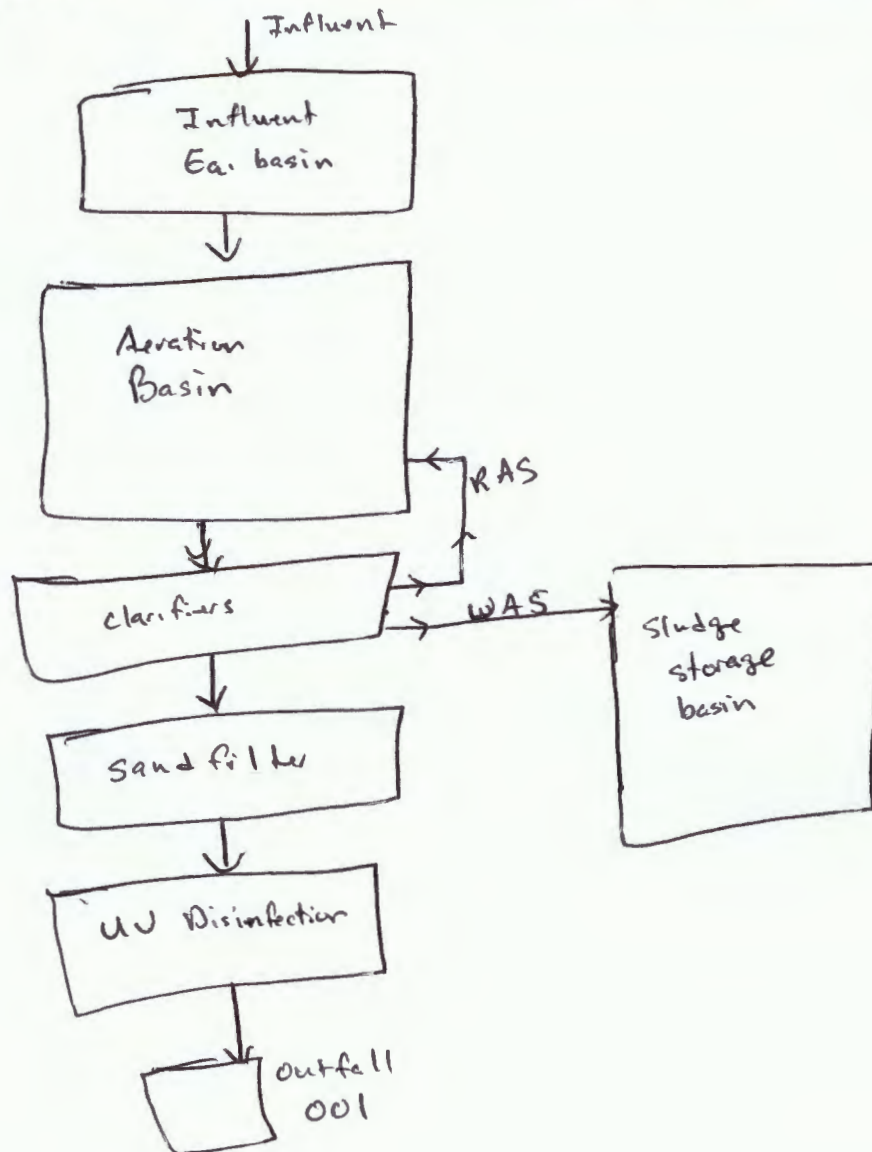 Influent
Influent
Eq. basin
Aeration
Basin
RAS
Clarifiers
WAS
Sludge
storage
basin
Sand filter
UV Disinfection
Outfall
001